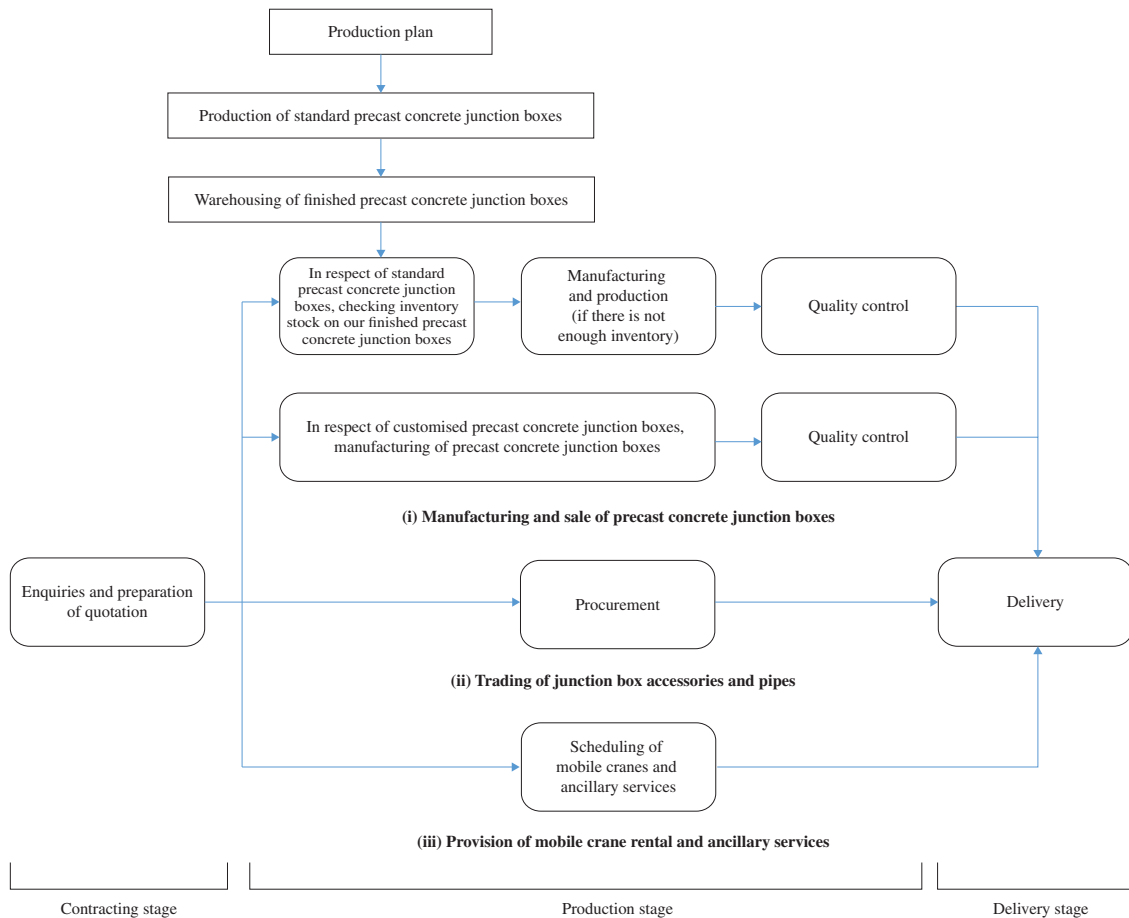 Production plan
Production of standard precast concrete junction boxes
Warehousing of finished precast concrete junction boxes
In respect of standard
precast concrete junction
boxes, checking inventory
stock on our finished precast
concrete junction boxes
Manufacturing
and production
(if there is not
enough inventory)
Quality control
In respect of customised precast concrete junction boxes,
manufacturing of precast concrete junction boxes
Quality control
(i) Manufacturing and sale of precast concrete junction boxes
Enquiries and preparation
of quotation
Procurement
Delivery
(ii) Trading of junction box accessories and pipes
Scheduling of
mobile cranes and
ancillary services
(iii) Provision of mobile crane rental and ancillary services
Contracting stage
Production stage
Delivery stage